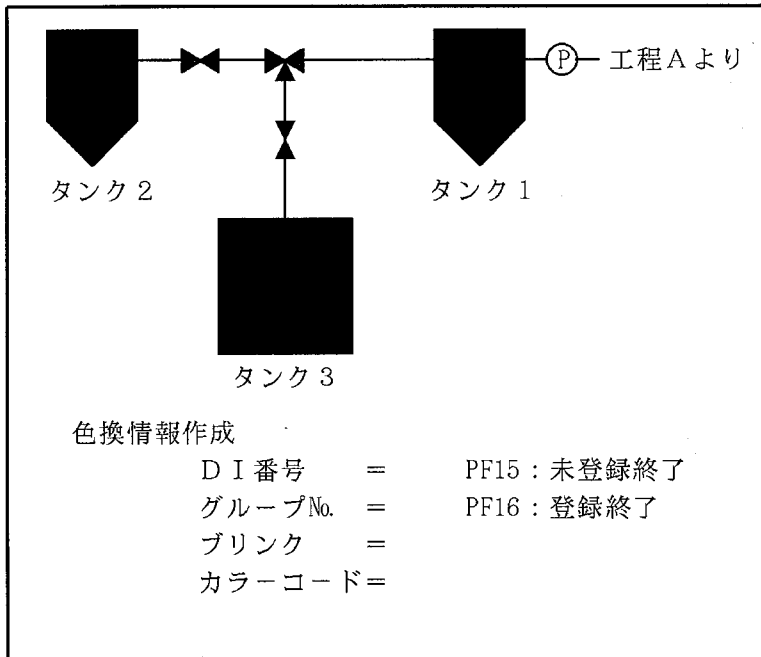 Ⓟ 工程Aより
タンク2
タンク1
タンク3
色換情報作成
DI番号 = PF15:未登録終了
グループ№ = PF16:登録終了
ブリンク =
カラーコード=